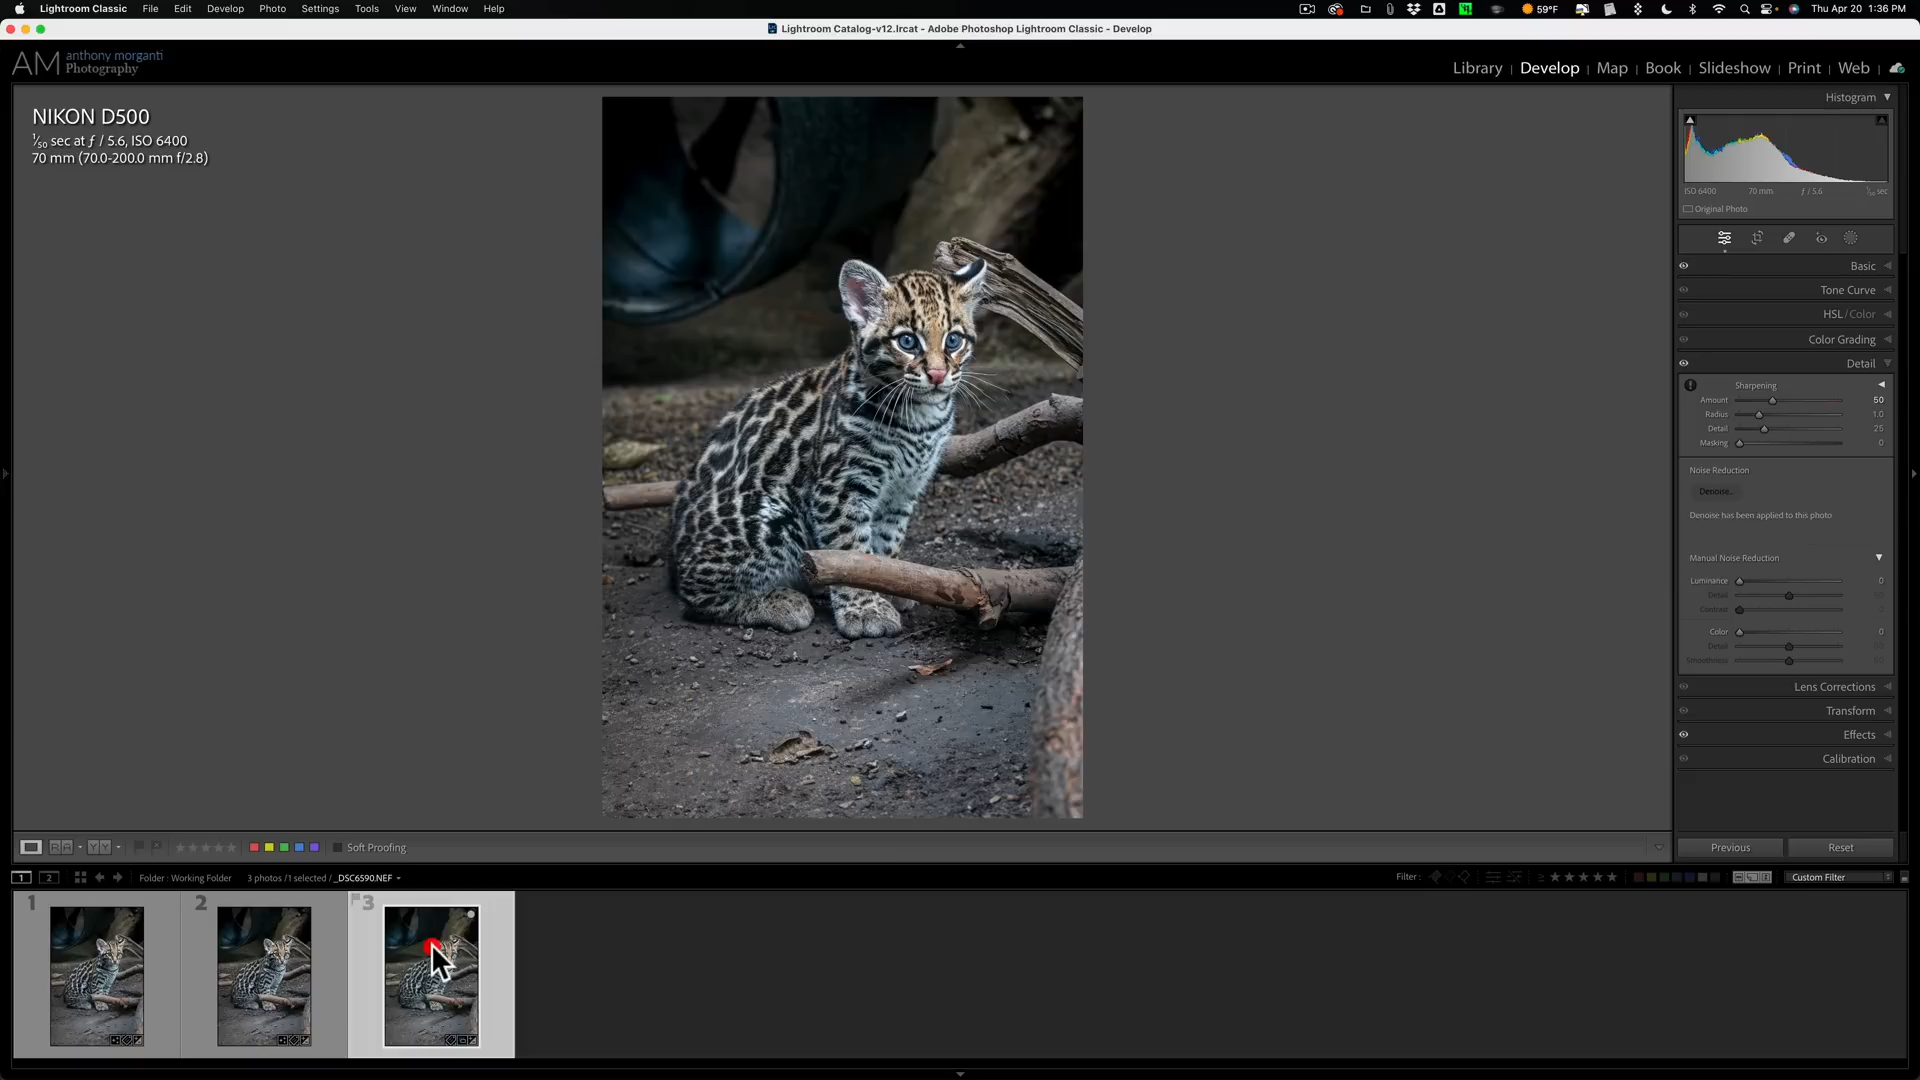 Lightroom Classic File Edit Develop Photo Settings Tools View Window Help
59°F Thu Apr 20 1:36 PM
Lightroom Catalog-v12.lrcat - Adobe Photoshop Lightroom Classic - Develop
AM anthony morganti
Photography
Library | Develop | Map | Book | Slideshow | Print | Web
NIKON D500
1/50 sec at ƒ / 5.6, ISO 6400
70 mm (70.0-200.0 mm f/2.8)
Histogram
ISO 6400 70 mm ƒ / 5.6 1/50 sec
Original Photo
Basic
Tone Curve
HSL / Color
Color Grading
Detail
Sharpening
Amount 50
Radius 1.0
Detail 25
Masking 0
Noise Reduction
Denoise...
Denoise has been applied to this photo
Manual Noise Reduction
Luminance 0
Detail
Contrast
Color 0
Detail
Smoothness
Lens Corrections
Transform
Effects
Calibration
Previous Reset
R A Y Y Soft Proofing
1 2 Folder : Working Folder 3 photos /1 selected / _DSC6590.NEF
Filter : Custom Filter
1 2 3